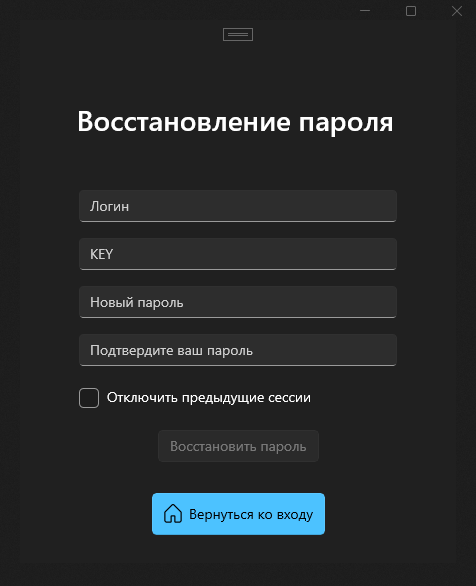 Восстановление пароля
Логин
KEY
Новый пароль
Подтвердите ваш пароль
Отключить предыдущие сессии
Восстановить пароль
Вернуться ко входу